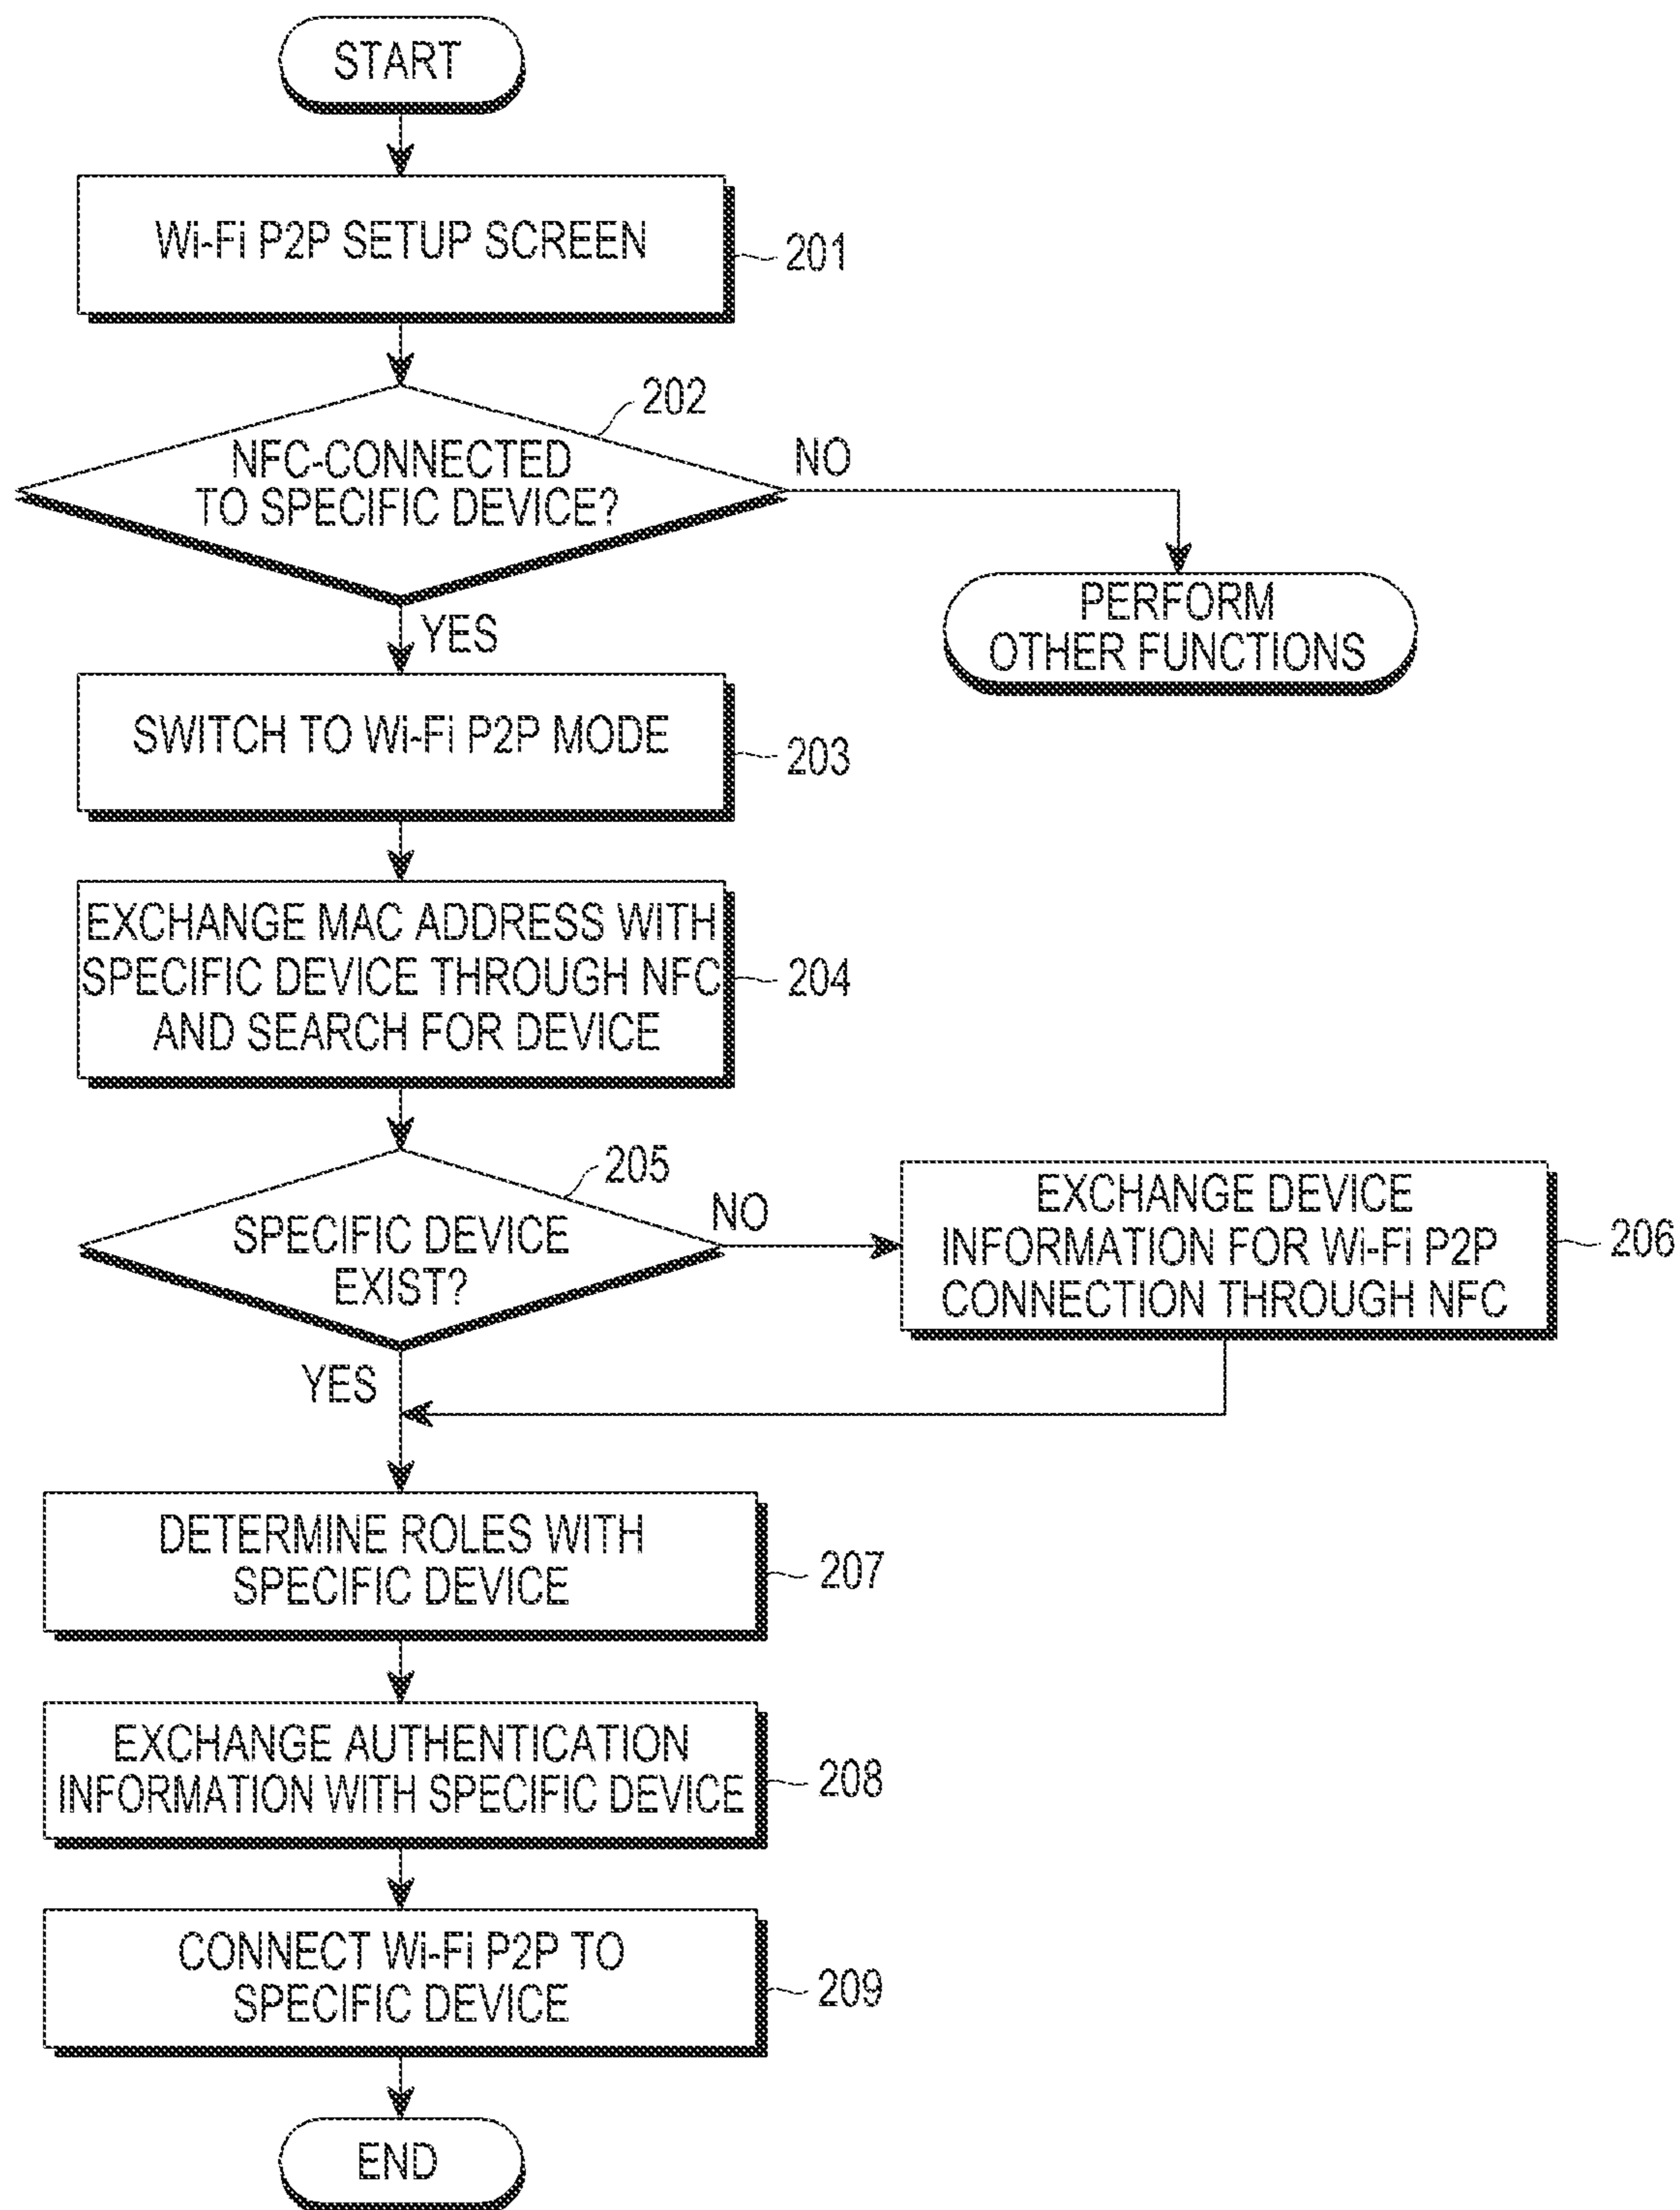 START
Wi-Fi P2P SETUP SCREEN
201
202
NFC-CONNECTED
TO SPECIFIC DEVICE?
NO
PERFORM
OTHER FUNCTIONS
YES
SWITCH TO Wi-Fi P2P MODE
203
EXCHANGE MAC ADDRESS WITH
SPECIFIC DEVICE THROUGH NFC
AND SEARCH FOR DEVICE
204
205
SPECIFIC DEVICE
EXIST?
NO
EXCHANGE DEVICE
INFORMATION FOR Wi-Fi P2P
CONNECTION THROUGH NFC
206
YES
DETERMINE ROLES WITH
SPECIFIC DEVICE
207
EXCHANGE AUTHENTICATION
INFORMATION WITH SPECIFIC DEVICE
208
CONNECT Wi-Fi P2P TO
SPECIFIC DEVICE
209
END